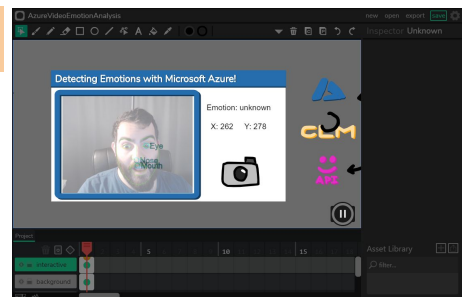 AzureVideoEmotionAnalysis
new open export save
Inspector Unknown
Detecting Emotions with Microsoft Azure!
Emotion: unknown
X: 262 Y: 278
Eye
Nose
Mouth
CLM
API
Project
5 10 15
interactive
background
Asset Library
filter...